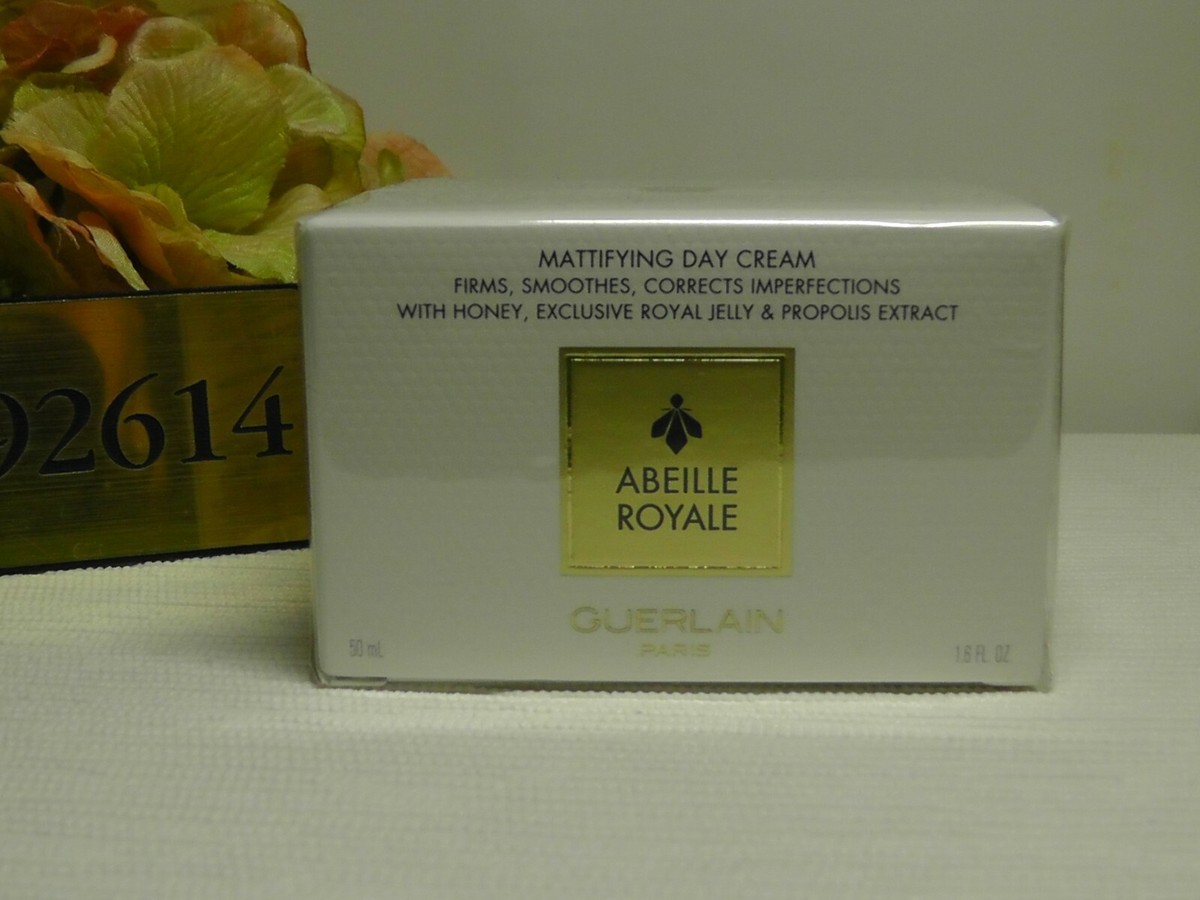 MATTIFYING DAY CREAM
FIRMS, SMOOTHES, CORRECTS IMPERFECTIONS
WITH HONEY, EXCLUSIVE ROYAL JELLY & PROPOLIS EXTRACT
92614
ABEILLE
ROYALE
GUERLAIN
PARIS
50 mL
1.6 FL. OZ.